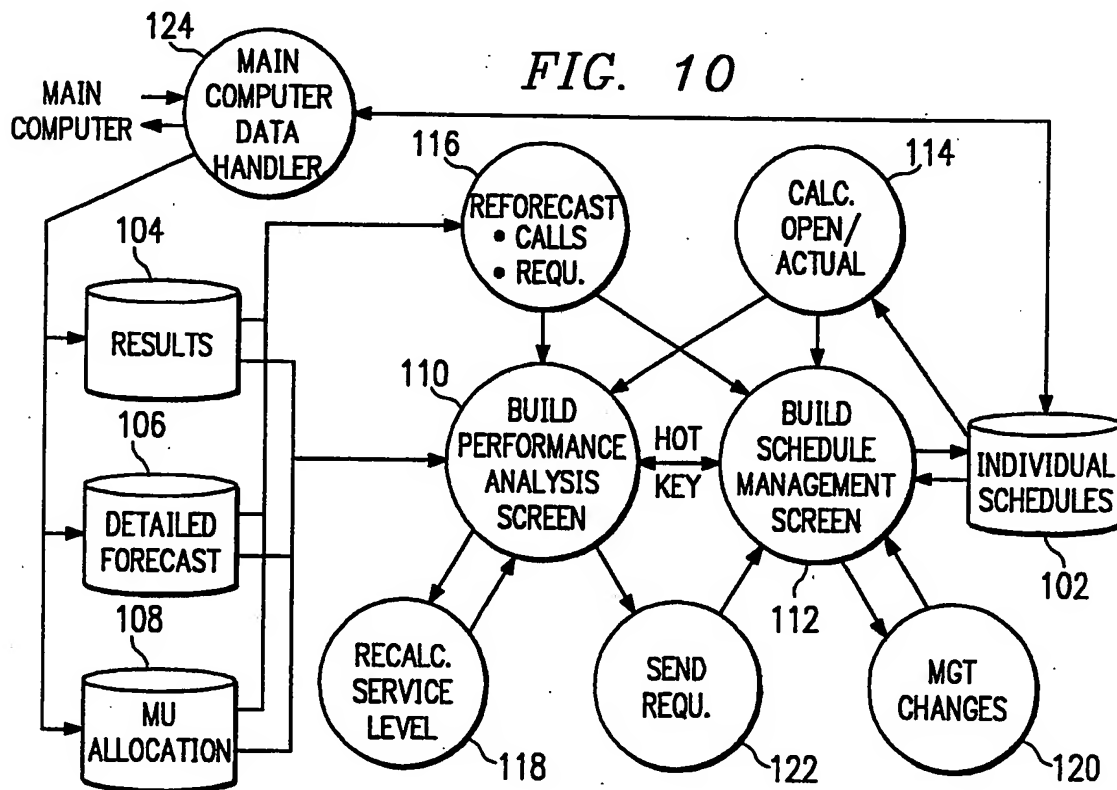 124
MAIN
COMPUTER
DATA
HANDLER
MAIN
COMPUTER
FIG. 10
116
REFORECAST
• CALLS
• REQU.
114
CALC.
OPEN/
ACTUAL
104
RESULTS
106
DETAILED
FORECAST
108
MU
ALLOCATION
110
BUILD
PERFORMANCE
ANALYSIS
SCREEN
HOT
KEY
BUILD
SCHEDULE
MANAGEMENT
SCREEN
112
INDIVIDUAL
SCHEDULES
102
RECALC.
SERVICE
LEVEL
118
SEND
REQU.
122
MGT
CHANGES
120